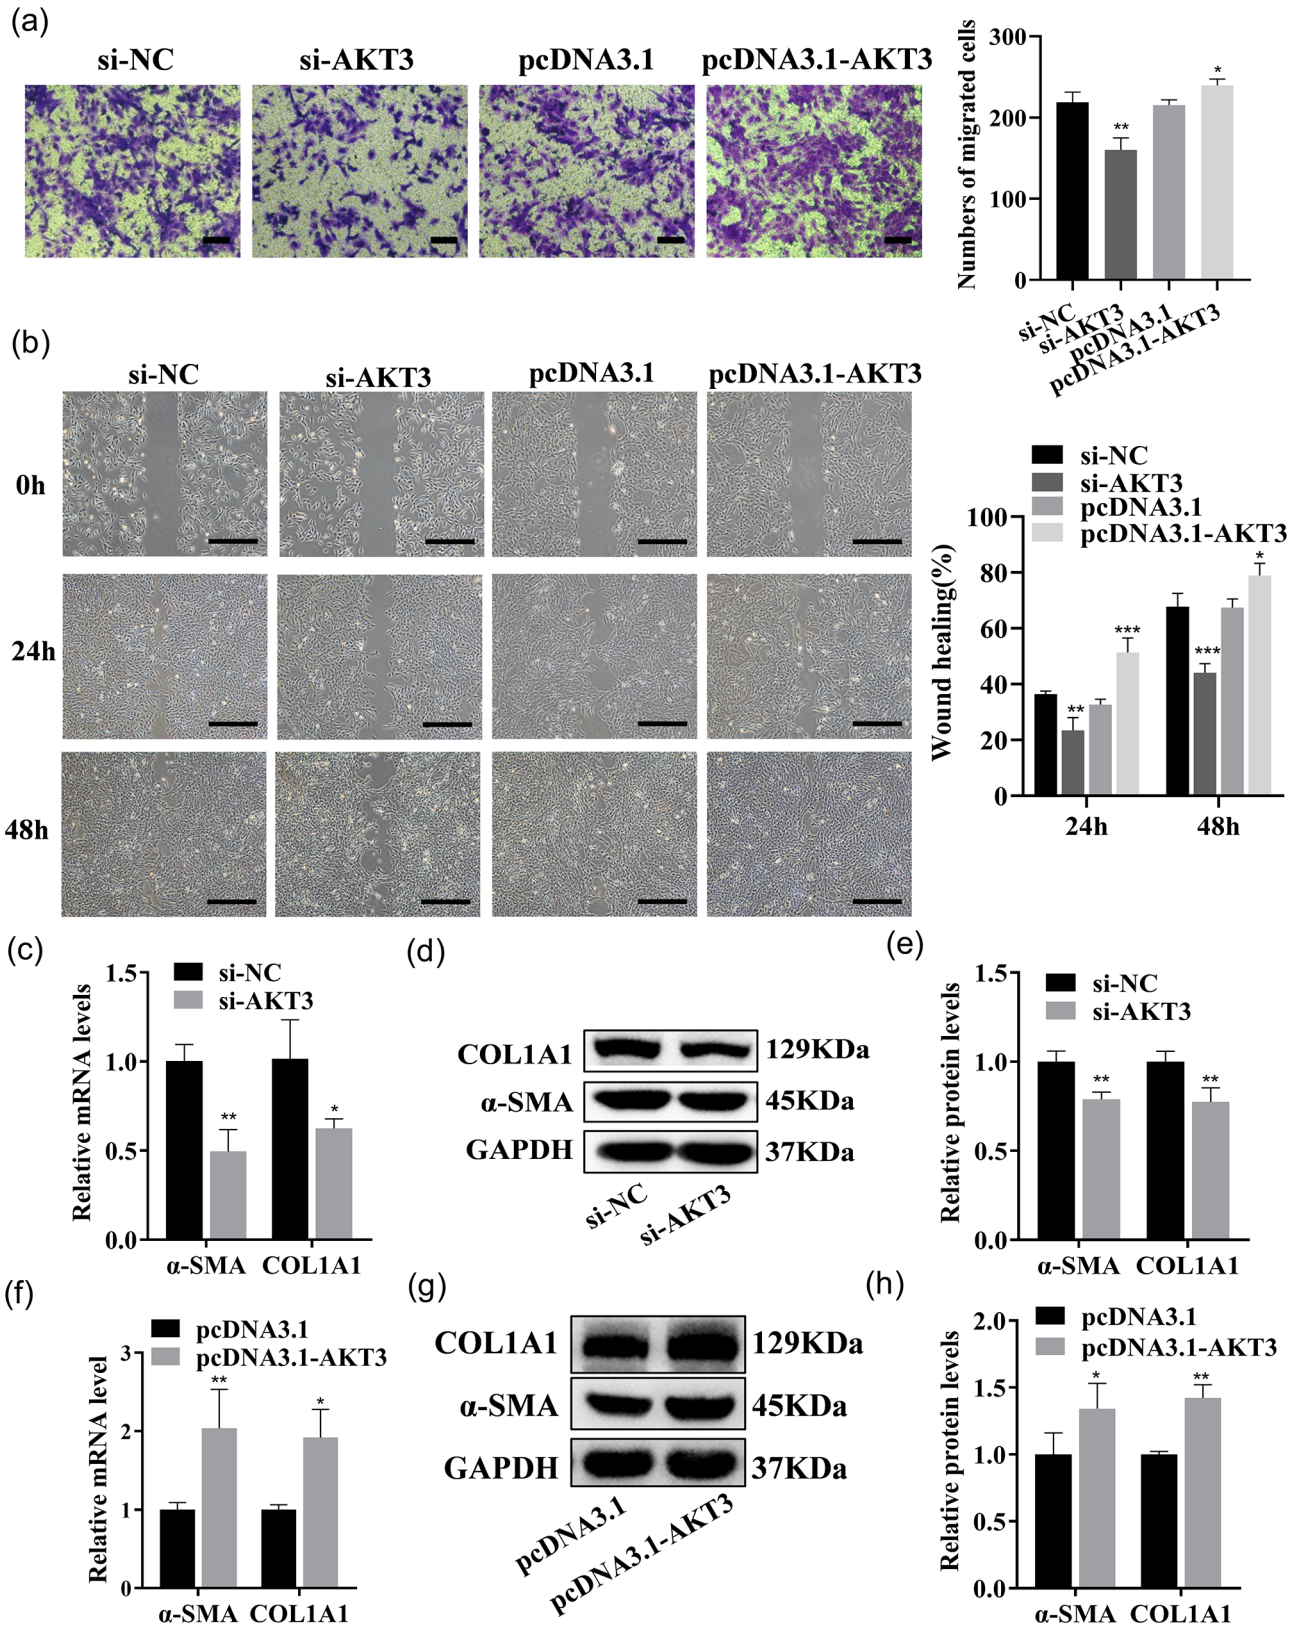 (a)
si-NC si-AKT3 pcDNA3.1 pcDNA3.1-AKT3
Numbers of migrated cells
300
200
100
0
**
*
si-NC
si-AKT3
pcDNA3.1
pcDNA3.1-AKT3
(b)
si-NC si-AKT3 pcDNA3.1 pcDNA3.1-AKT3
0h
24h
48h
si-NC
si-AKT3
pcDNA3.1
pcDNA3.1-AKT3
Wound healing(%)
100
80
60
40
20
0
**
***
***
*
24h 48h
(c)
si-NC
si-AKT3
Relative mRNA levels
1.5
1.0
0.5
0.0
**
*
α-SMA COL1A1
(d)
COL1A1 129KDa
α-SMA 45KDa
GAPDH 37KDa
si-NC
si-AKT3
(e)
si-NC
si-AKT3
Relative protein levels
1.5
1.0
0.5
0.0
**
**
α-SMA COL1A1
(f)
pcDNA3.1
pcDNA3.1-AKT3
Relative mRNA level
3
2
1
0
**
*
α-SMA COL1A1
(g)
COL1A1 129KDa
α-SMA 45KDa
GAPDH 37KDa
pcDNA3.1
pcDNA3.1-AKT3
(h)
pcDNA3.1
pcDNA3.1-AKT3
Relative protein levels
2.0
1.5
1.0
0.5
0.0
*
**
α-SMA COL1A1